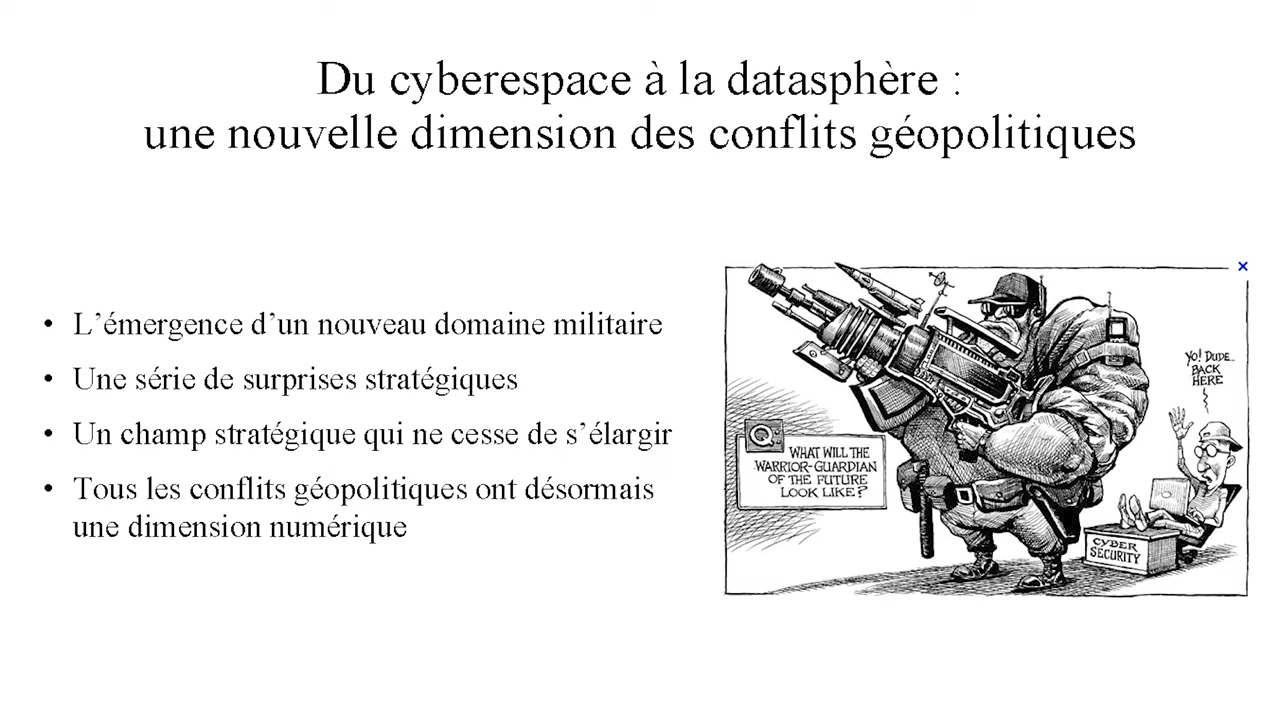 Du cyberespace à la datasphère :
une nouvelle dimension des conflits géopolitiques
• L’émergence d’un nouveau domaine militaire
• Une série de surprises stratégiques
• Un champ stratégique qui ne cesse de s’élargir
• Tous les conflits géopolitiques ont désormais
une dimension numérique
Q:
WHAT WILL THE
WARRIOR-GUARDIAN
OF THE FUTURE
LOOK LIKE?
YO! DUDE...
BACK
HERE
CYBER
SECURITY